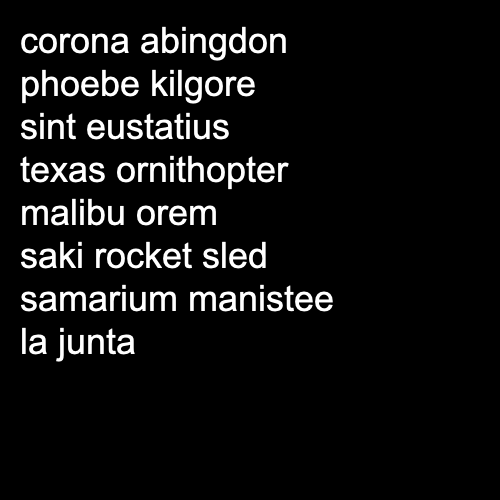 corona abingdon
phoebe kilgore
sint eustatius
texas ornithopter
malibu orem
saki rocket sled
samarium manistee
la junta